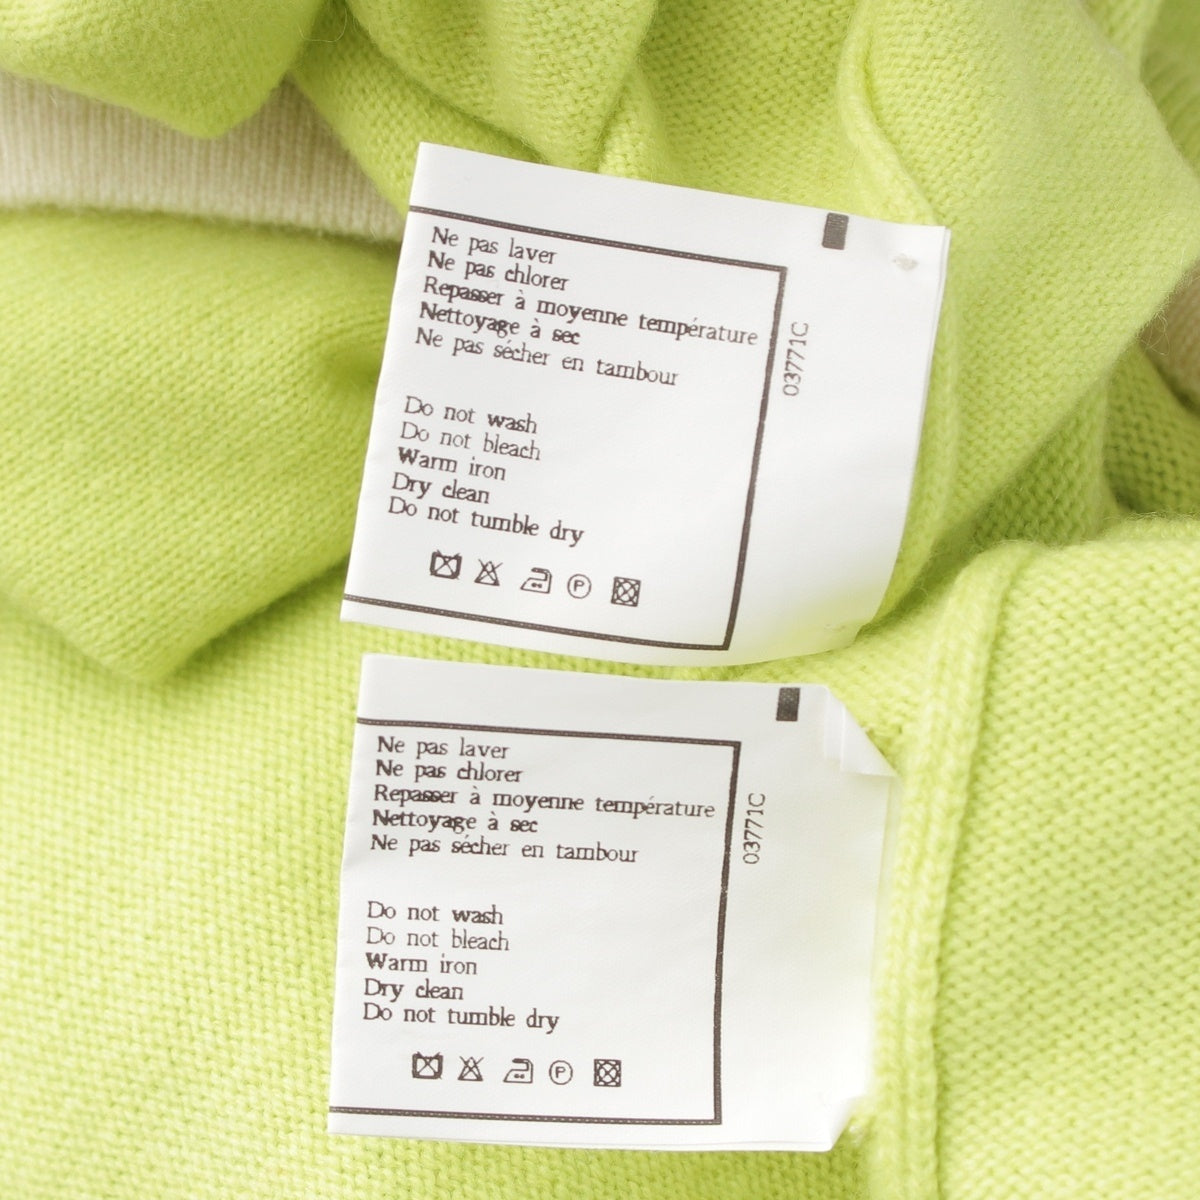 Ne pas laver
Ne pas chlorer
Repasser à moyenne température
Nettoyage à sec
Ne pas sécher en tambour
Do not wash
Do not bleach
Warm iron
Dry clean
Do not tumble dry
P
03771C
Ne pas laver
Ne pas chlorer
Repasser à moyenne température
Nettoyage à sec
Ne pas sécher en tambour
Do not wash
Do not bleach
Warm iron
Dry clean
Do not tumble dry
P
03771C